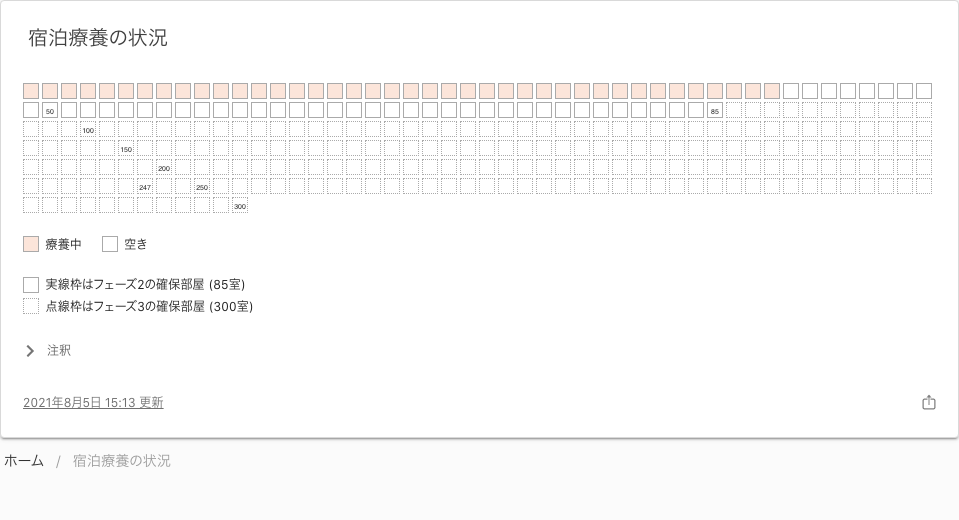 宿泊療養の状況
50
85
100
150
200
247
250
300
療養中
空き
実線枠はフェーズ2の確保部屋 (85室)
点線枠はフェーズ3の確保部屋 (300室)
注釈
2021年8月5日 15:13 更新
ホーム / 宿泊療養の状況